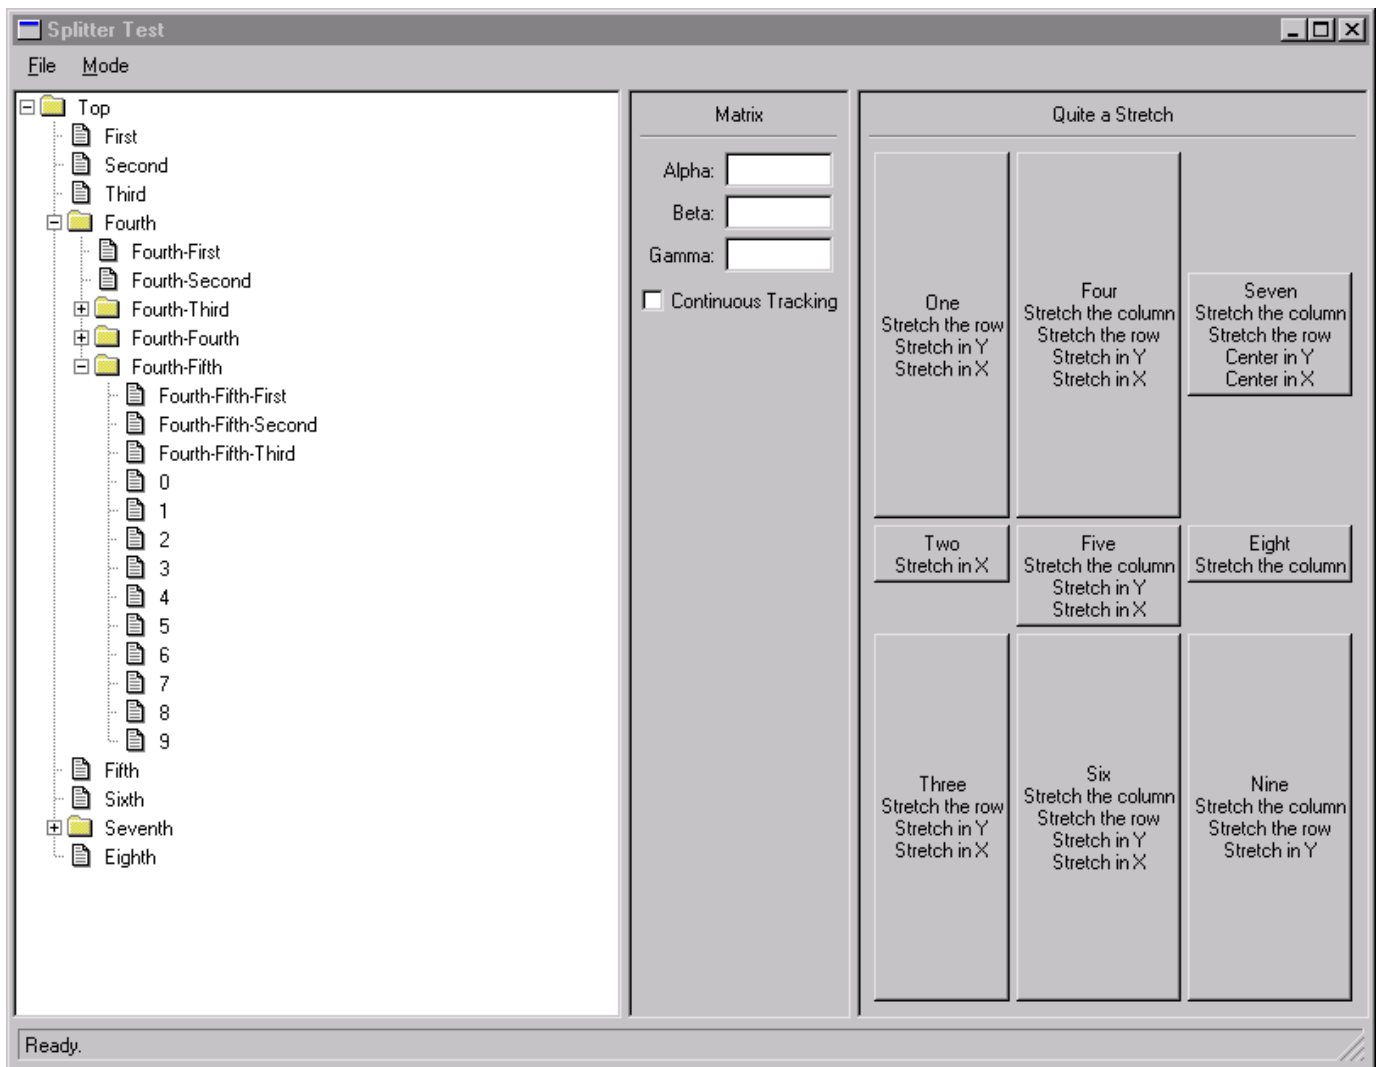 Splitter Test
File Mode
Top
First
Second
Third
Fourth
Fourth-First
Fourth-Second
Fourth-Third
Fourth-Fourth
Fourth-Fifth
Fourth-Fifth-First
Fourth-Fifth-Second
Fourth-Fifth-Third
0
1
2
3
4
5
6
7
8
9
Fifth
Sixth
Seventh
Eighth
Matrix
Alpha:
Beta:
Gamma:
Continuous Tracking
Quite a Stretch
One
Stretch the row
Stretch in Y
Stretch in X
Four
Stretch the column
Stretch the row
Stretch in Y
Stretch in X
Seven
Stretch the column
Stretch the row
Center in Y
Center in X
Two
Stretch in X
Five
Stretch the column
Stretch in Y
Stretch in X
Eight
Stretch the column
Three
Stretch the row
Stretch in Y
Stretch in X
Six
Stretch the column
Stretch the row
Stretch in Y
Stretch in X
Nine
Stretch the column
Stretch the row
Stretch in Y
Ready.